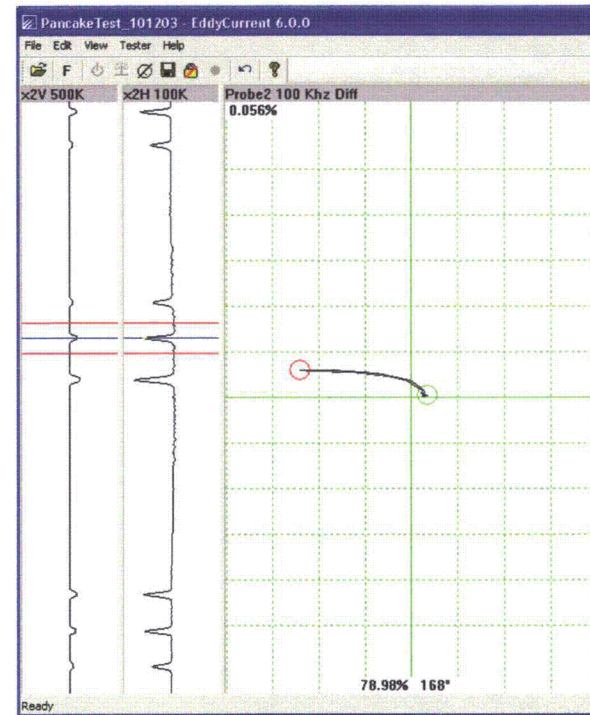 PancakeTest_101203 - EddyCurrent 6.0.0
File Edit View Tester Help
F
x2V 500K x2H 100K Probe2 100 Khz Diff
0.056%
78.98% 168°
Ready